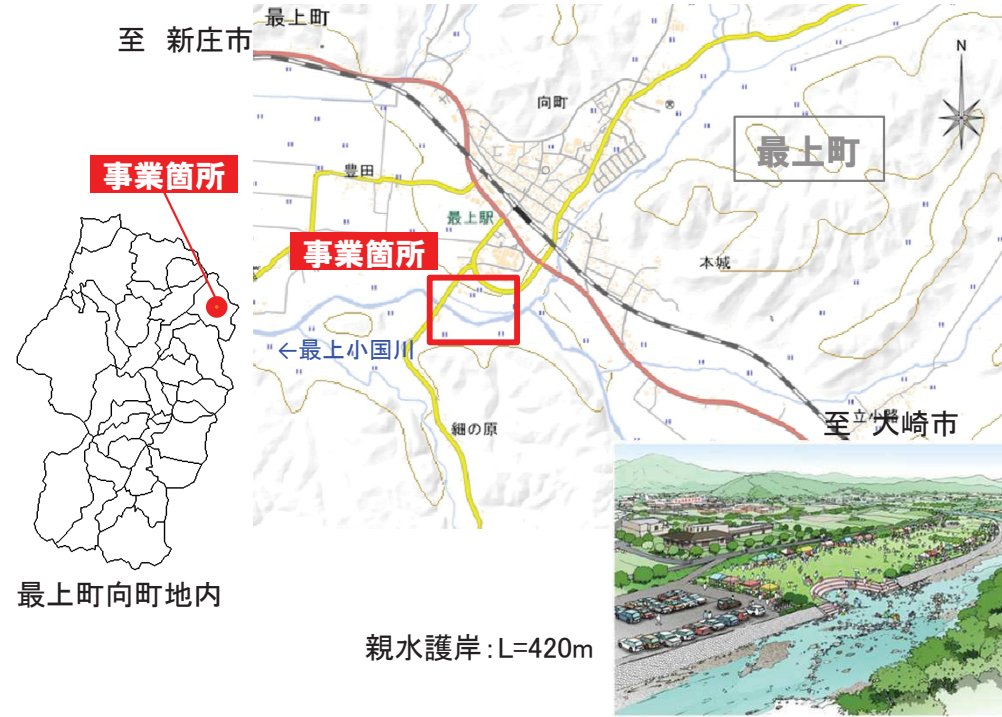 最上町
至 新庄市
N
向町
最上町
事業箇所
豊田
最上駅
事業箇所
本城
←最上小国川
至 大崎市
細の原
最上町向町地内
親水護岸:L=420m